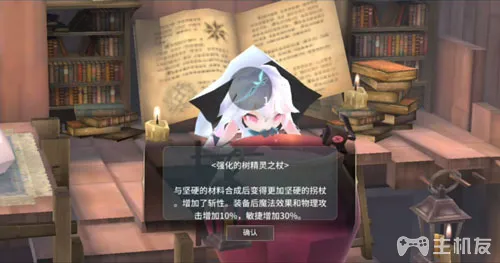 <强化的树精灵之杖>
与坚硬的材料合成后变得更加坚硬的拐杖
。增加了斩性。装备后魔法效果和物理攻
击增加10%，敏捷增加30%。
确认
主机友